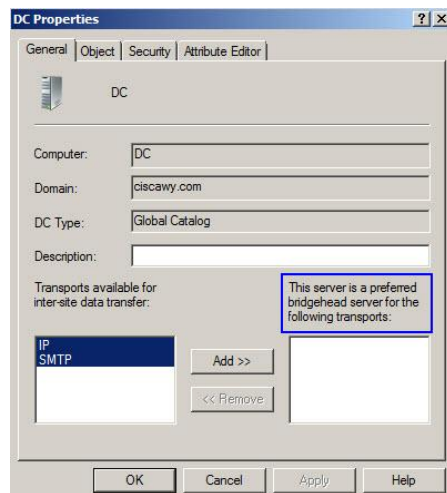 DC Properties
General Object Security Attribute Editor
DC
Computer: DC
Domain: ciscawy.com
DC Type: Global Catalog
Description:
Transports available for
inter-site data transfer:
This server is a preferred
bridgehead server for the
following transports:
IP
SMTP
Add >>
<< Remove
OK Cancel Apply Help